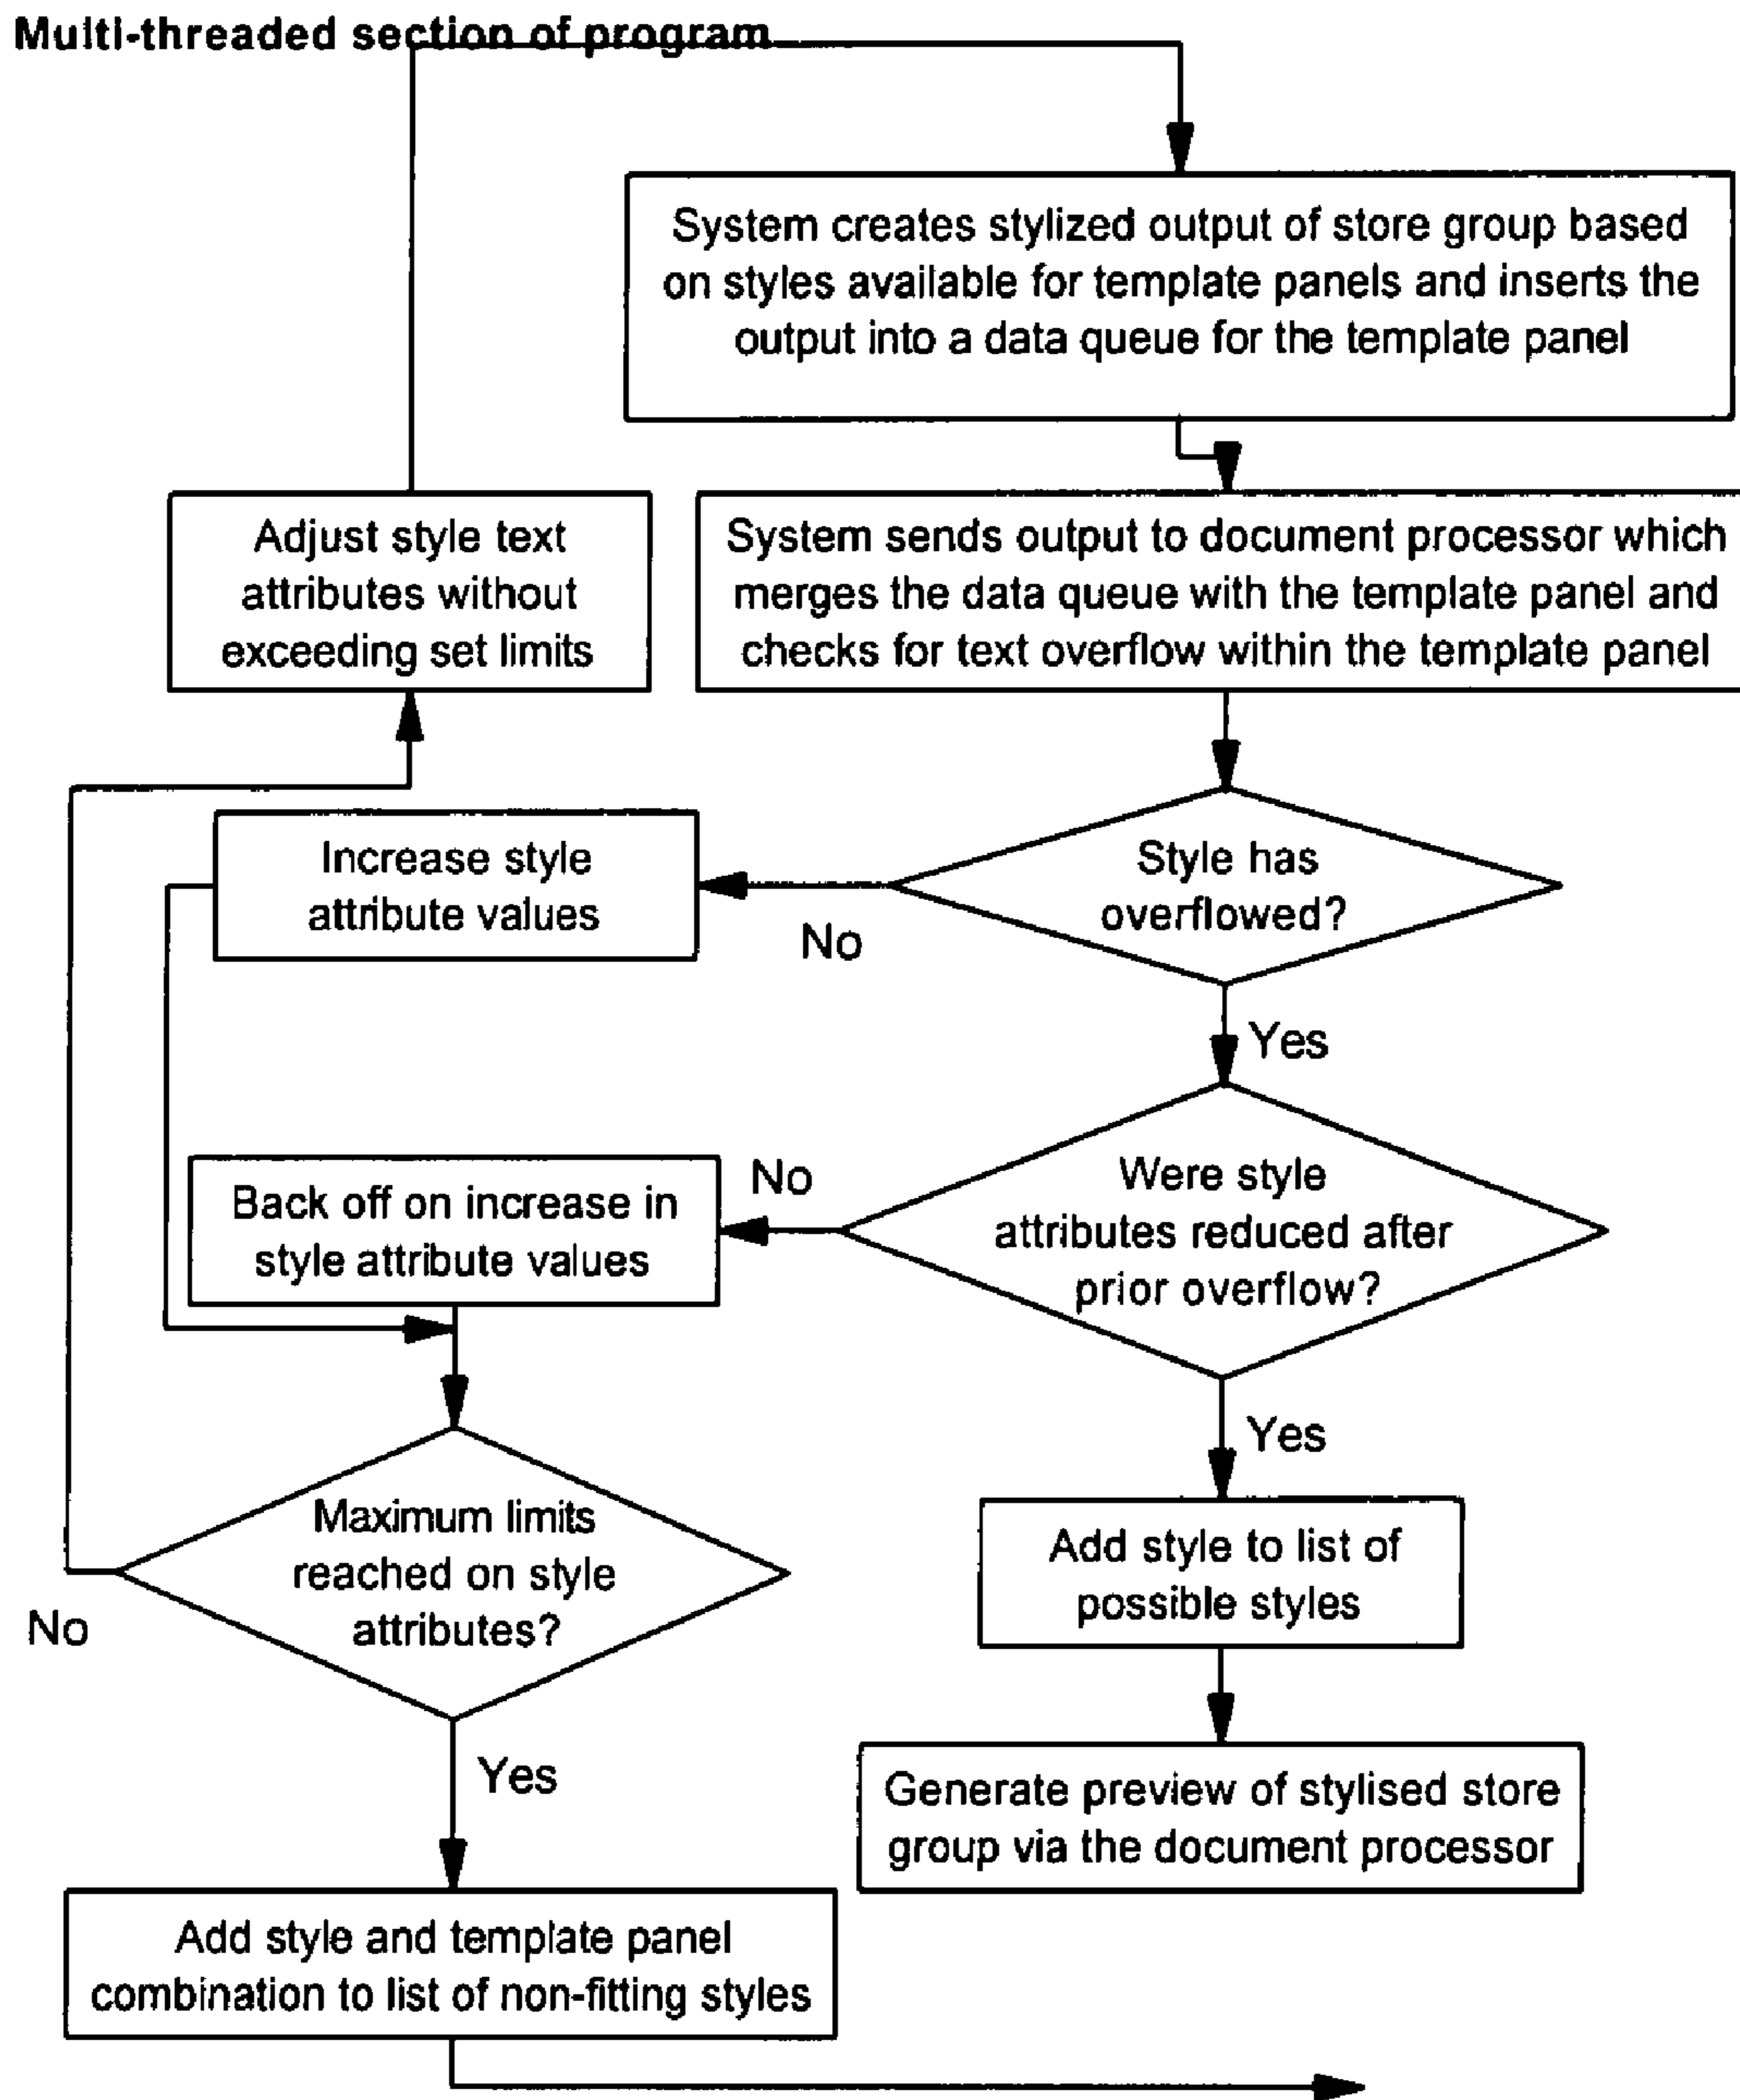 Multi-threaded section of program
System creates stylized output of store group based
on styles available for template panels and inserts the
output into a data queue for the template panel
Adjust style text
attributes without
exceeding set limits
System sends output to document processor which
merges the data queue with the template panel and
checks for text overflow within the template panel
Increase style
attribute values
No
Style has
overflowed?
Yes
Back off on increase in
style attribute values
No
Were style
attributes reduced after
prior overflow?
Yes
Maximum limits
reached on style
attributes?
No
Yes
Add style to list of
possible styles
Generate preview of stylised store
group via the document processor
Add style and template panel
combination to list of non-fitting styles